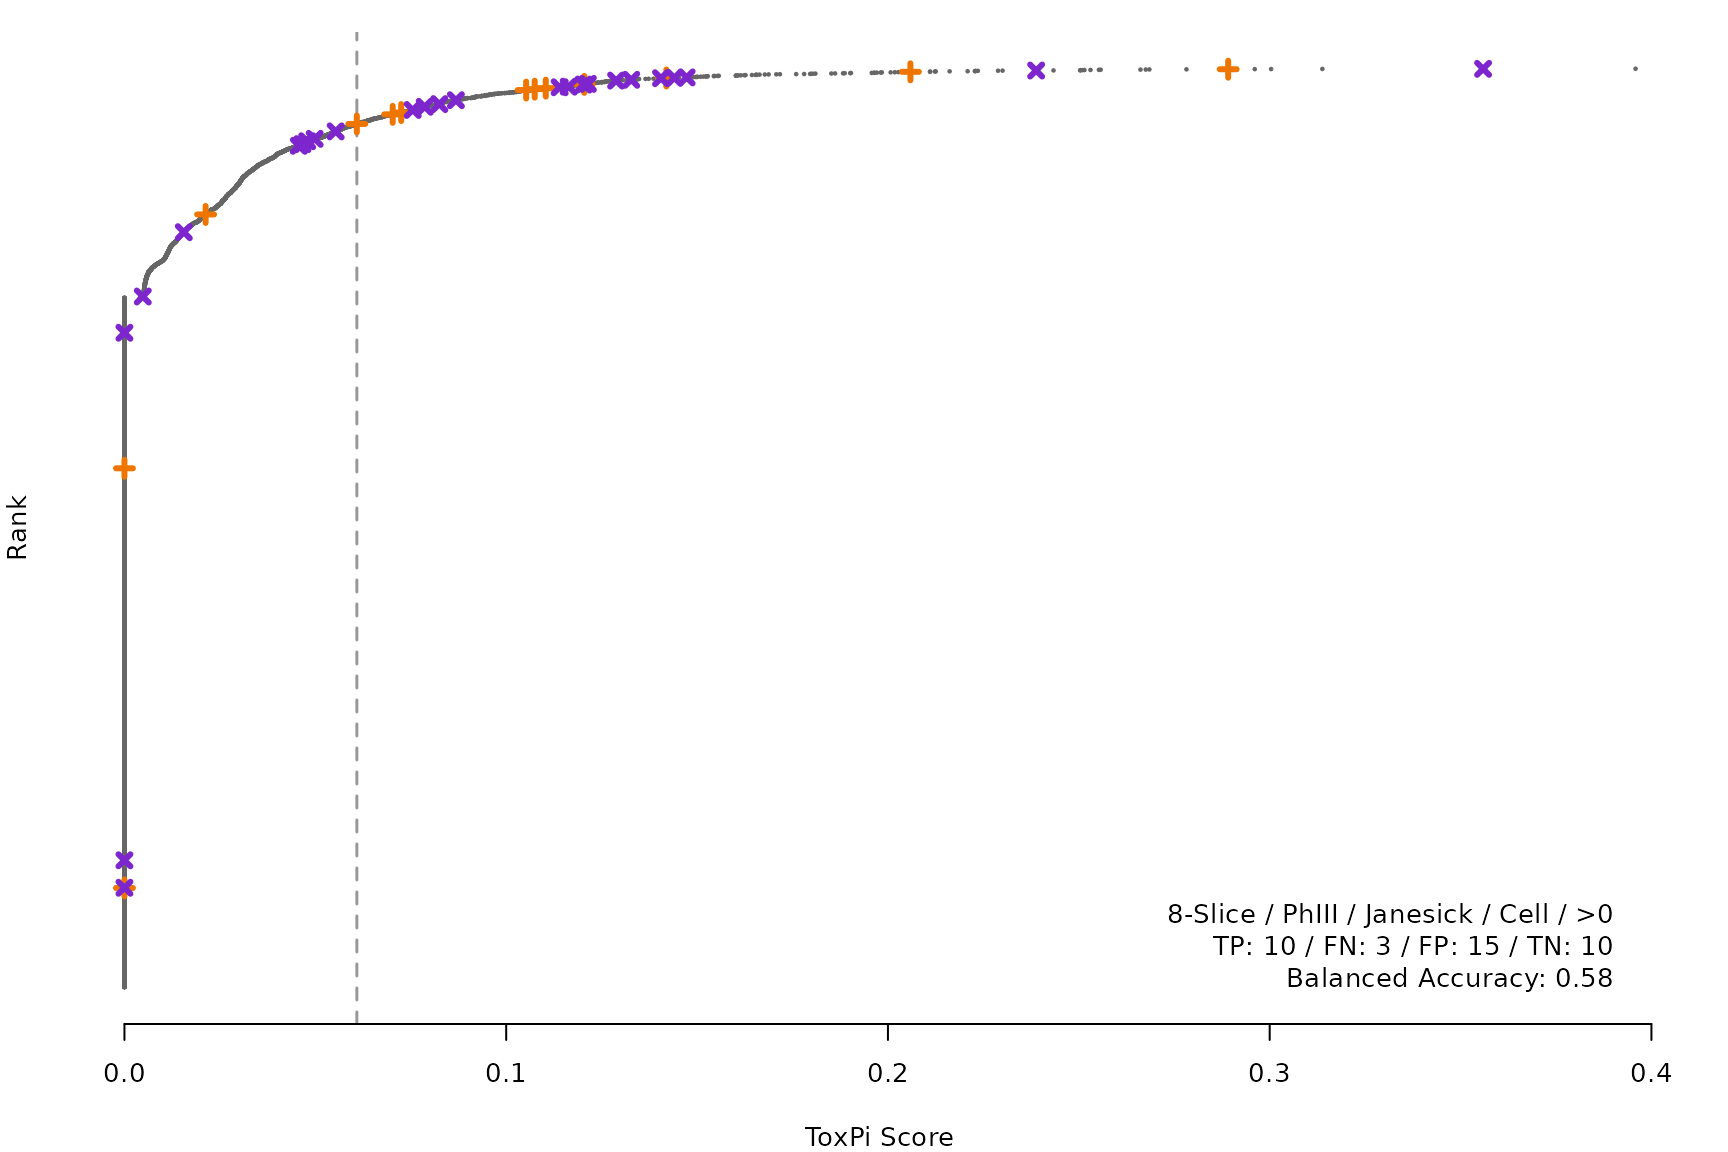 Rank
8-Slice / PhIII / Janesick / Cell / >0
TP: 10 / FN: 3 / FP: 15 / TN: 10
Balanced Accuracy: 0.58
0.0 0.1 0.2 0.3 0.4
ToxPi Score